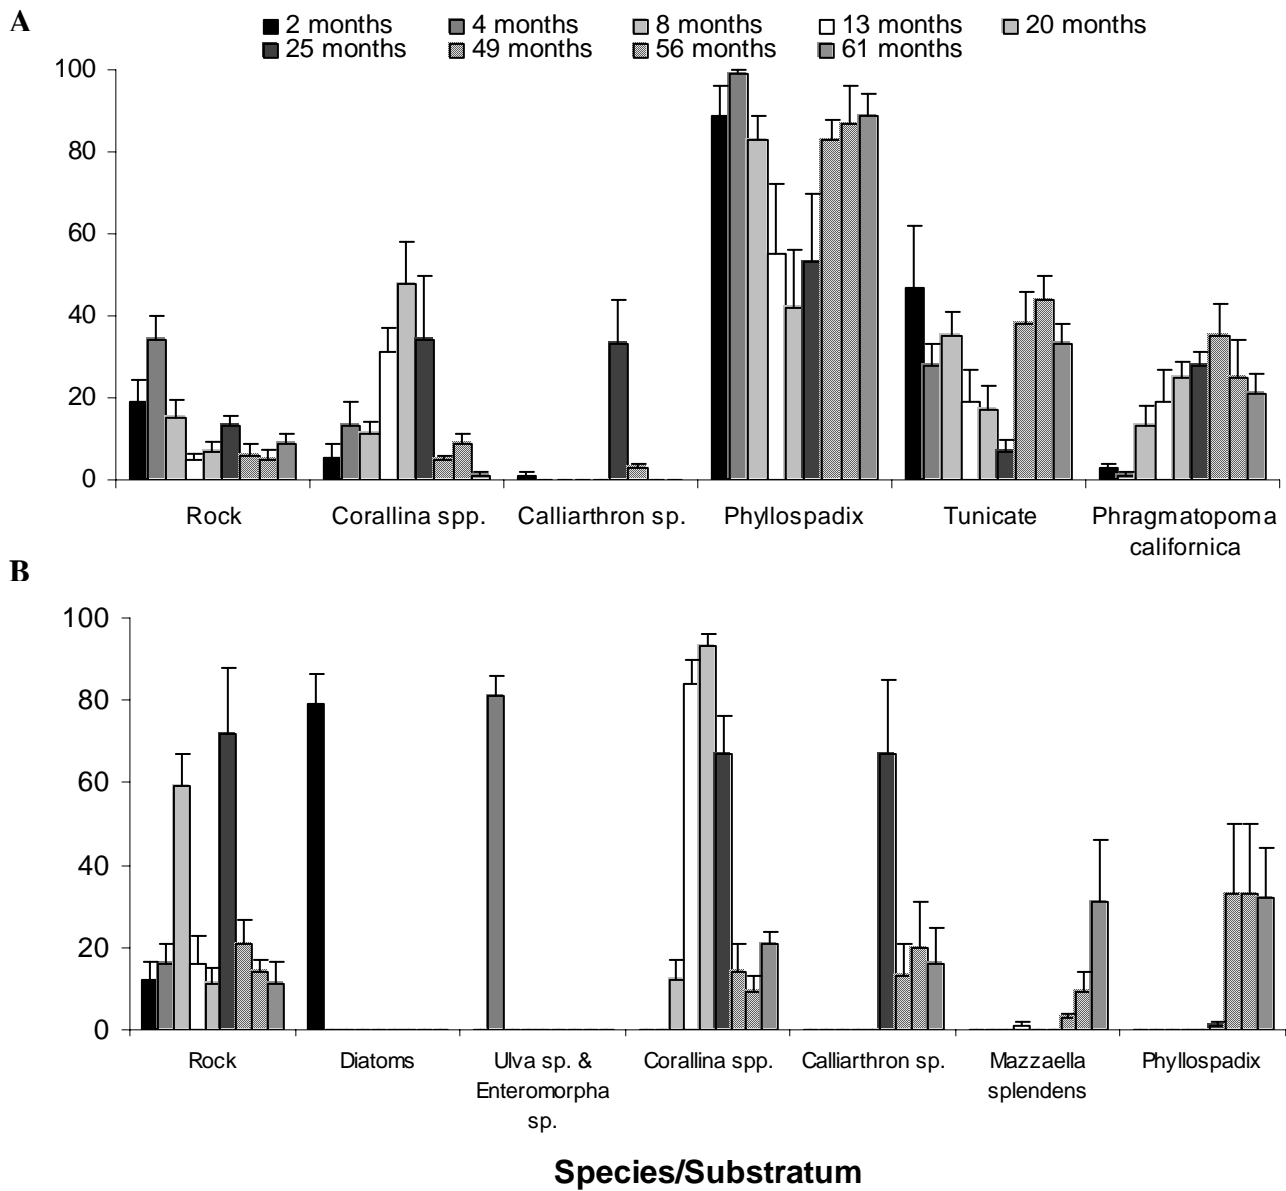 A
2 months 4 months 8 months 13 months 20 months
25 months 49 months 56 months 61 months
100
80
60
40
20
0
Rock Corallina spp. Calliarthron sp. Phyllospadix Tunicate Phragmatopoma
californica
B
100
80
60
40
20
0
Rock Diatoms Ulva sp. & Corallina spp. Calliarthron sp. Mazzaella Phyllospadix
Enteromorpha splendens
sp.
Species/Substratum